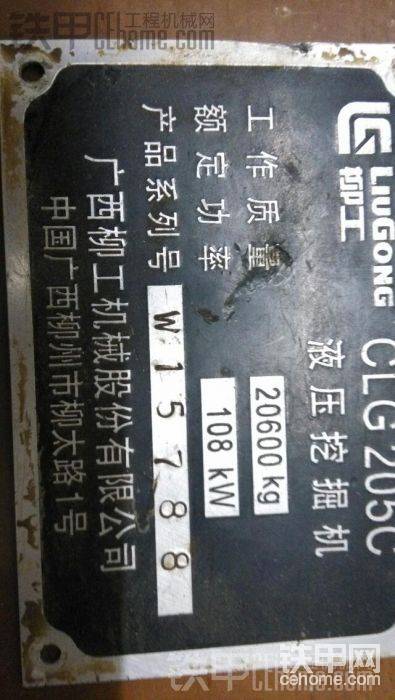 LIUGONG
柳工
CLG 205C
液压挖掘机
工作质量 20600 kg
额定功率 108 kW
产品系列号 W15788
广西柳工机械股份有限公司
中国广西柳州市柳太路1号
铁甲工程机械网
cehome.com
铁甲网
cehome.com